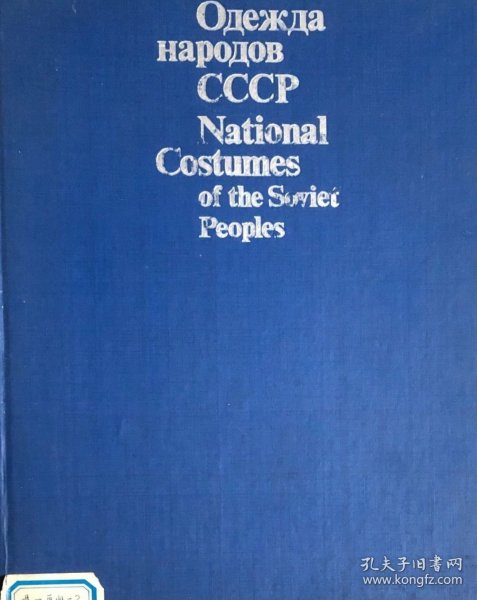 Одежда
народов
СССР
National
Costumes
of the Soviet
Peoples
孔夫子旧书网
www.kongfz.com